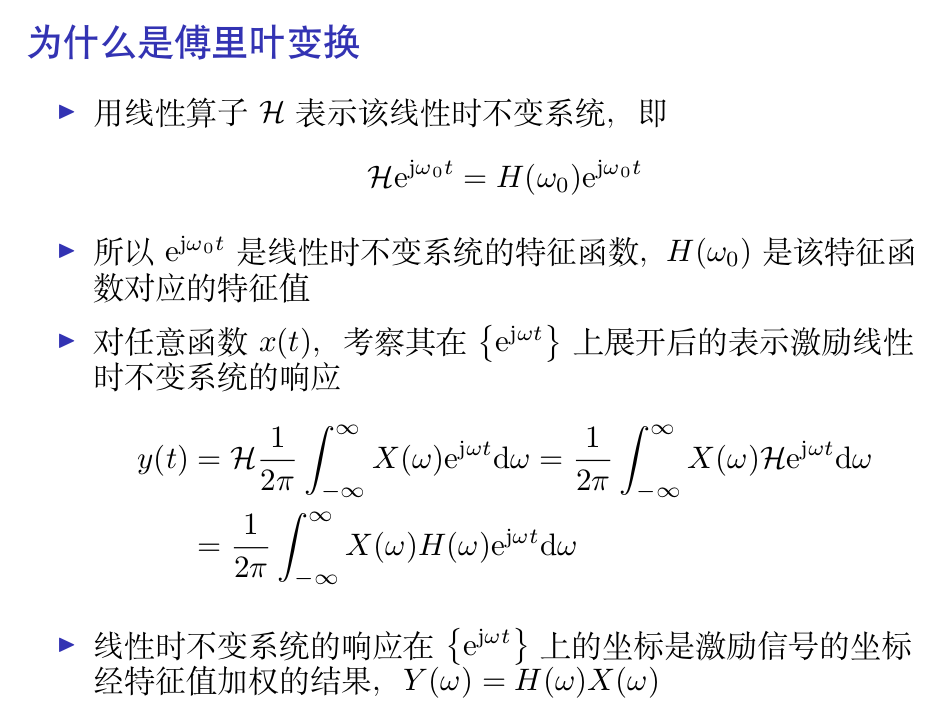 为什么是傅里叶变换
▶ 用线性算子 $\mathcal{H}$ 表示该线性时不变系统，即
$\mathcal{H}\mathrm{e}^{\mathrm{j}\omega_0 t} = H(\omega_0)\mathrm{e}^{\mathrm{j}\omega_0 t}$
▶ 所以 $\mathrm{e}^{\mathrm{j}\omega_0 t}$ 是线性时不变系统的特征函数，$H(\omega_0)$ 是该特征函
数对应的特征值
▶ 对任意函数 $x(t)$，考察其在 $\left\{\mathrm{e}^{\mathrm{j}\omega t}\right\}$ 上展开后的表示激励线性
时不变系统的响应
$y(t) = \mathcal{H}\frac{1}{2\pi}\int_{-\infty}^{\infty} X(\omega)\mathrm{e}^{\mathrm{j}\omega t}\mathrm{d}\omega = \frac{1}{2\pi}\int_{-\infty}^{\infty} X(\omega)\mathcal{H}\mathrm{e}^{\mathrm{j}\omega t}\mathrm{d}\omega$
$= \frac{1}{2\pi}\int_{-\infty}^{\infty} X(\omega)H(\omega)\mathrm{e}^{\mathrm{j}\omega t}\mathrm{d}\omega$
▶ 线性时不变系统的响应在 $\left\{\mathrm{e}^{\mathrm{j}\omega t}\right\}$ 上的坐标是激励信号的坐标
经特征值加权的结果，$Y(\omega) = H(\omega)X(\omega)$